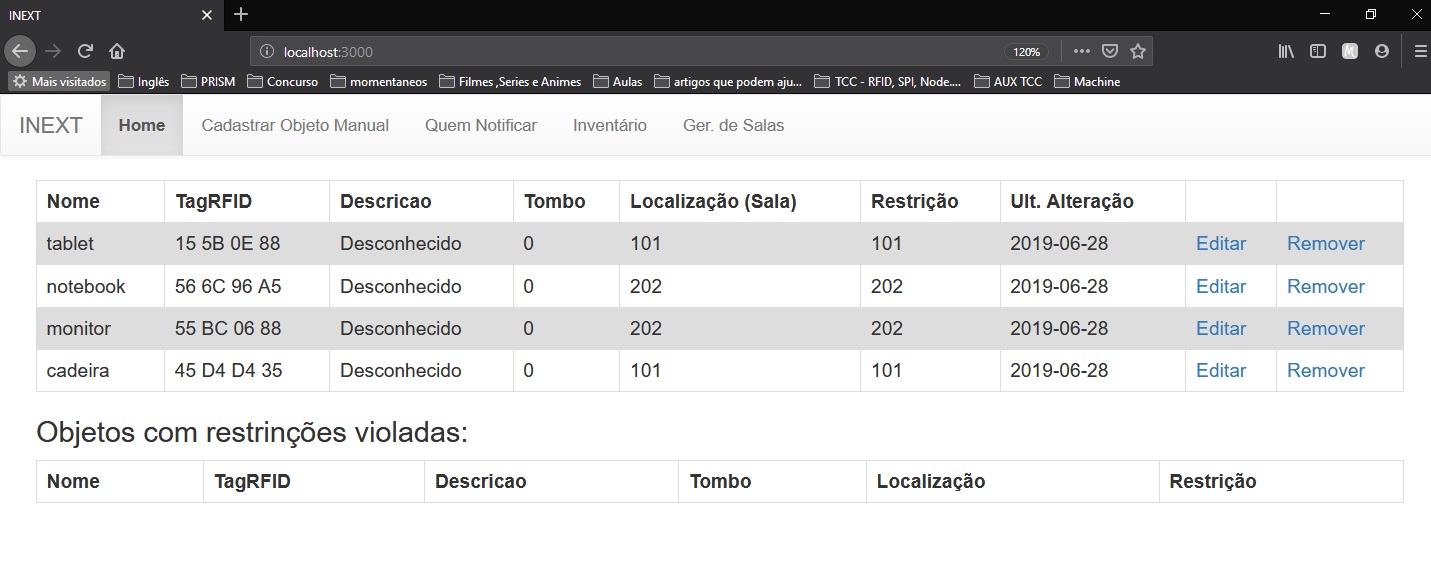 INEXT
localhost:3000 120%
Mais visitados Inglês PRISM Concurso momentaneos Filmes ,Series e Animes Aulas artigos que podem aju... TCC - RFID, SPI, Node.... AUX TCC Machine
INEXT Home Cadastrar Objeto Manual Quem Notificar Inventário Ger. de Salas
Nome TagRFID Descricao Tombo Localização (Sala) Restrição Ult. Alteração
tablet 15 5B 0E 88 Desconhecido 0 101 101 2019-06-28 Editar Remover
notebook 56 6C 96 A5 Desconhecido 0 202 202 2019-06-28 Editar Remover
monitor 55 BC 06 88 Desconhecido 0 202 202 2019-06-28 Editar Remover
cadeira 45 D4 D4 35 Desconhecido 0 101 101 2019-06-28 Editar Remover
Objetos com restrinções violadas:
Nome TagRFID Descricao Tombo Localização Restrição